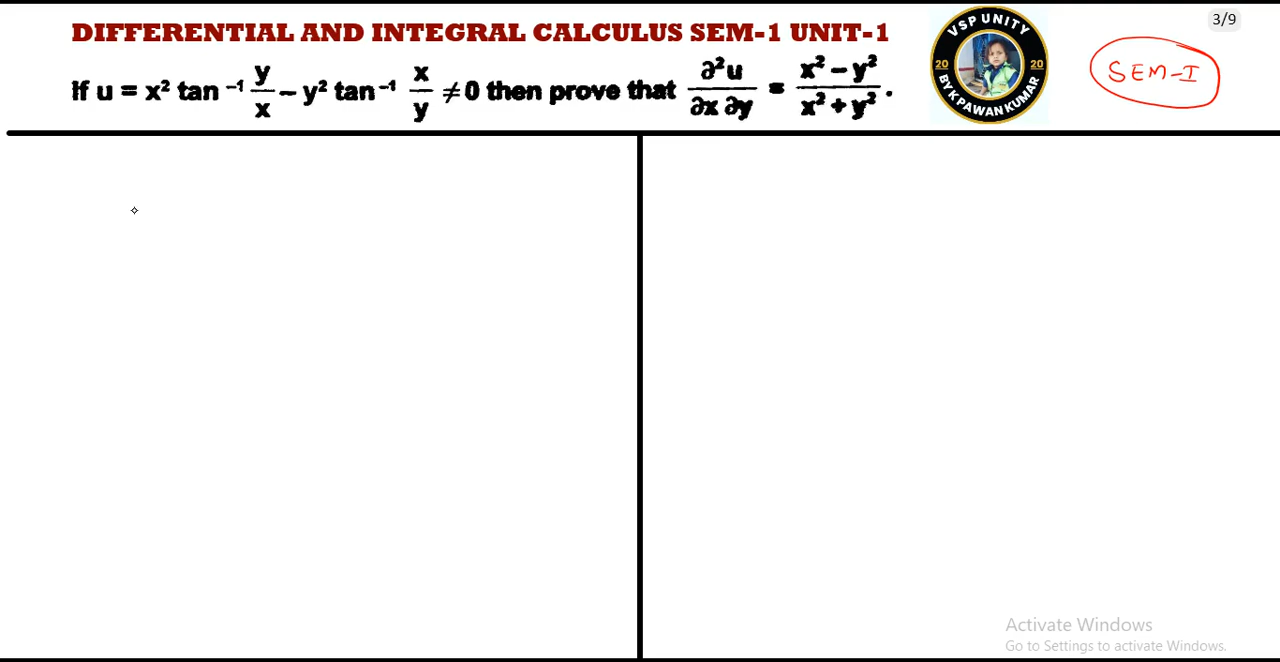 DIFFERENTIAL AND INTEGRAL CALCULUS SEM-1 UNIT-1
If u = x² tan⁻¹ y/x − y² tan⁻¹ x/y ≠ 0 then prove that ∂²u/∂x ∂y = x² − y²/x² + y².
VSP UNITY
20 20
BY K PAWAN KUMAR
3/9
SEM-I
Activate Windows
Go to Settings to activate Windows.